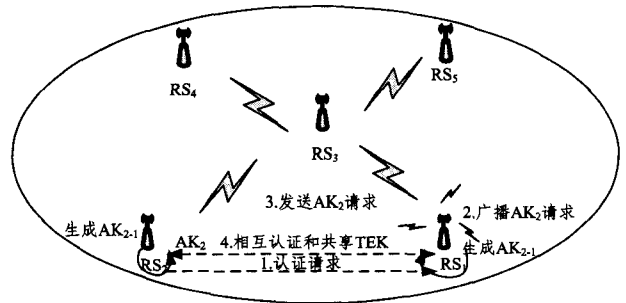 RS₄
RS₅
RS₃
3.发送AK₂请求
2.广播AK₂请求
生成AK₂₋₁
AK₂
4.相互认证和共享TEK
生成AK₂₋₁
RS₂
1.认证请求
RS₁